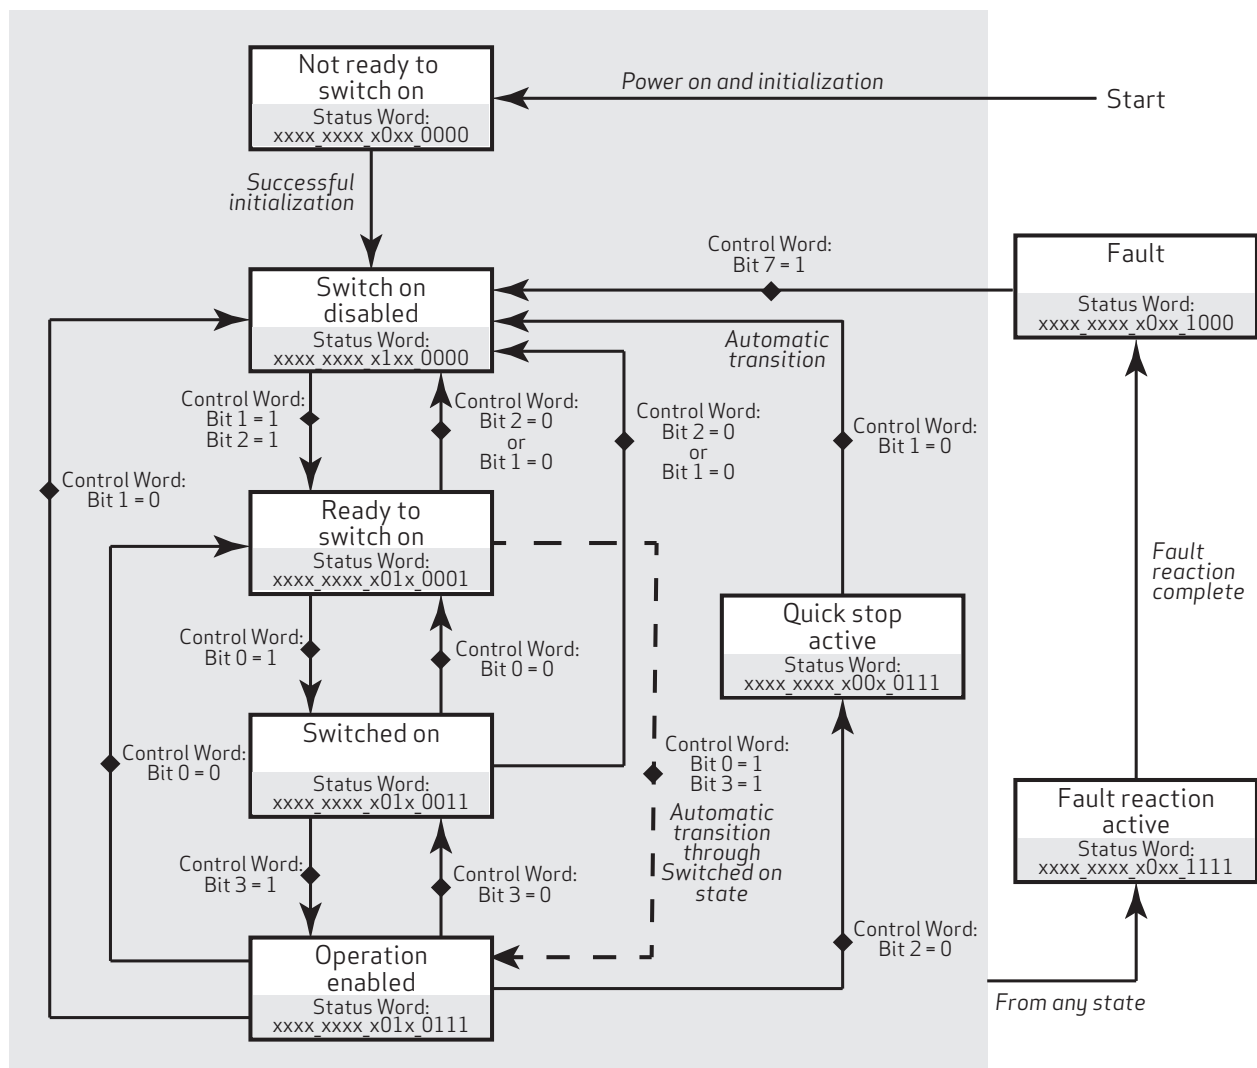 Not ready to
switch on
Status Word:
xxxx_xxxx_x0xx_0000
Power on and initialization
Start
Successful
initialization
Control Word:
Bit 7 = 1
Fault
Status Word:
xxxx_xxxx_x0xx_1000
Switch on
disabled
Status Word:
xxxx_xxxx_x1xx_0000
Automatic
transition
Control Word:
Bit 1 = 1
Bit 2 = 1
Control Word:
Bit 2 = 0
or
Bit 1 = 0
Control Word:
Bit 2 = 0
or
Bit 1 = 0
Control Word:
Bit 1 = 0
Control Word:
Bit 1 = 0
Ready to
switch on
Status Word:
xxxx_xxxx_x01x_0001
Fault
reaction
complete
Quick stop
active
Status Word:
xxxx_xxxx_x00x_0111
Control Word:
Bit 0 = 1
Control Word:
Bit 0 = 0
Switched on
Status Word:
xxxx_xxxx_x01x_0011
Control Word:
Bit 0 = 0
Control Word:
Bit 0 = 1
Bit 3 = 1
Automatic
transition
through
Switched on
state
Fault reaction
active
Status Word:
xxxx_xxxx_x0xx_1111
Control Word:
Bit 3 = 1
Control Word:
Bit 3 = 0
Control Word:
Bit 2 = 0
Operation
enabled
Status Word:
xxxx_xxxx_x01x_0111
From any state